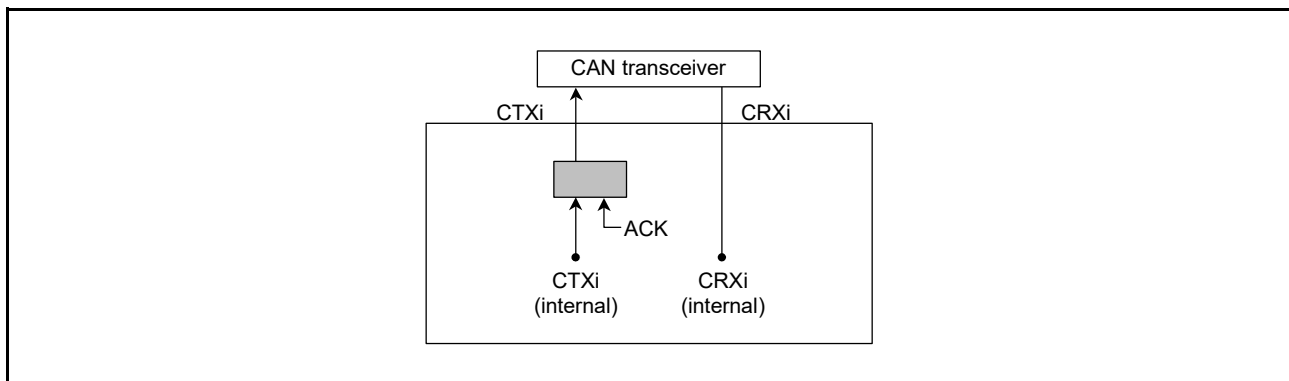 CAN transceiver
CTXi
CRXi
ACK
CTXi
(internal)
CRXi
(internal)